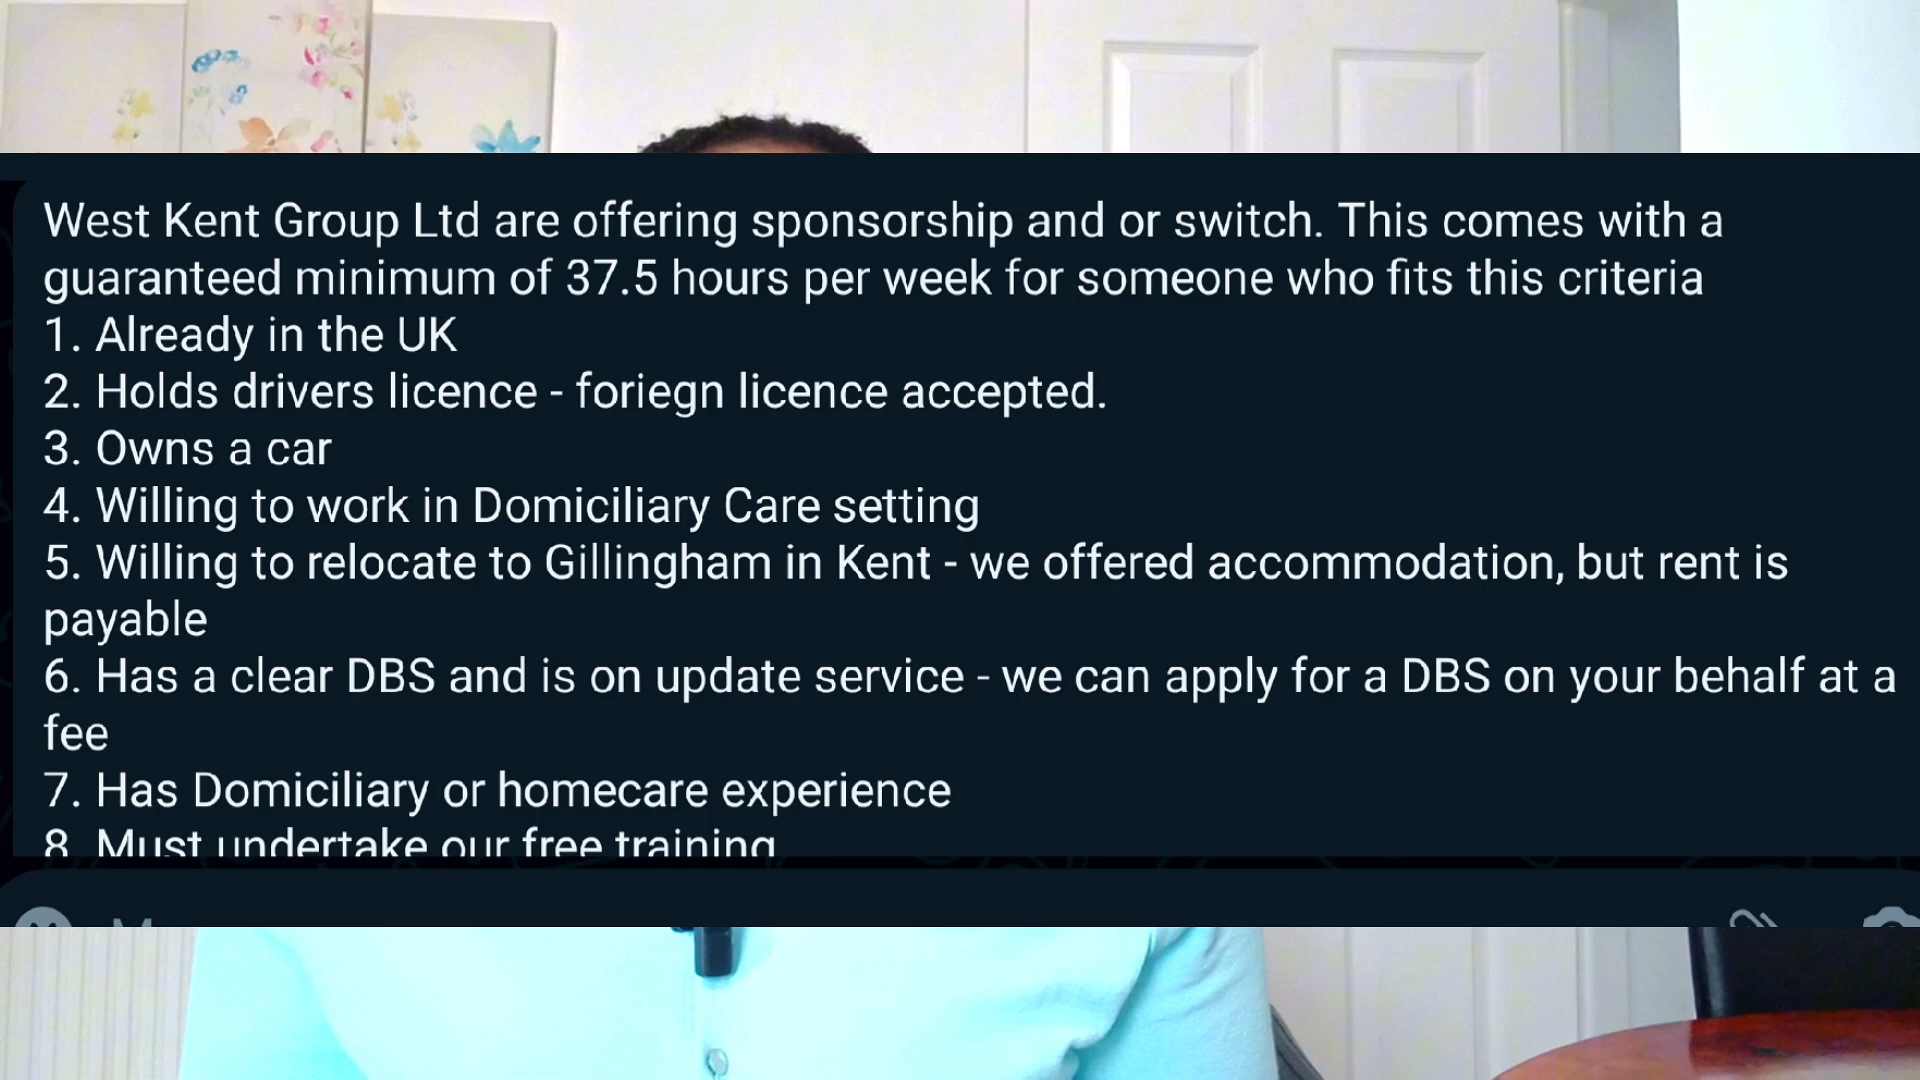 West Kent Group Ltd are offering sponsorship and or switch. This comes with a
guaranteed minimum of 37.5 hours per week for someone who fits this criteria
1. Already in the UK
2. Holds drivers licence - foriegn licence accepted.
3. Owns a car
4. Willing to work in Domiciliary Care setting
5. Willing to relocate to Gillingham in Kent - we offered accommodation, but rent is
payable
6. Has a clear DBS and is on update service - we can apply for a DBS on your behalf at a
fee
7. Has Domiciliary or homecare experience
8. Must undertake our free training